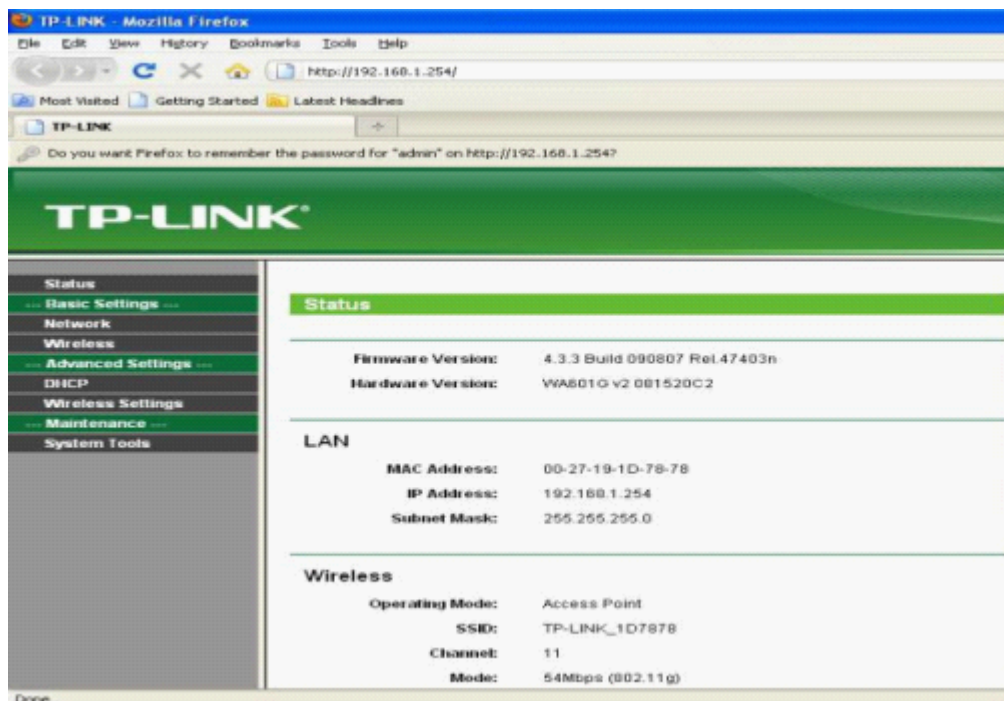 TP-LINK - Mozilla Firefox
File Edit View History Bookmarks Tools Help
http://192.168.1.254/
Most Visited Getting Started Latest Headlines
TP-LINK
Do you want Firefox to remember the password for "admin" on http://192.168.1.254?
TP-LINK®
Status
--- Basic Settings ---
Network
Wireless
--- Advanced Settings ---
DHCP
Wireless Settings
--- Maintenance ---
System Tools
Status
Firmware Version: 4.3.3 Build 090807 Rel.47403n
Hardware Version: WA601G v2 081520C2
LAN
MAC Address: 00-27-19-1D-78-78
IP Address: 192.168.1.254
Subnet Mask: 255.255.255.0
Wireless
Operating Mode: Access Point
SSID: TP-LINK_1D7878
Channel: 11
Mode: 54Mbps (802.11g)
Done